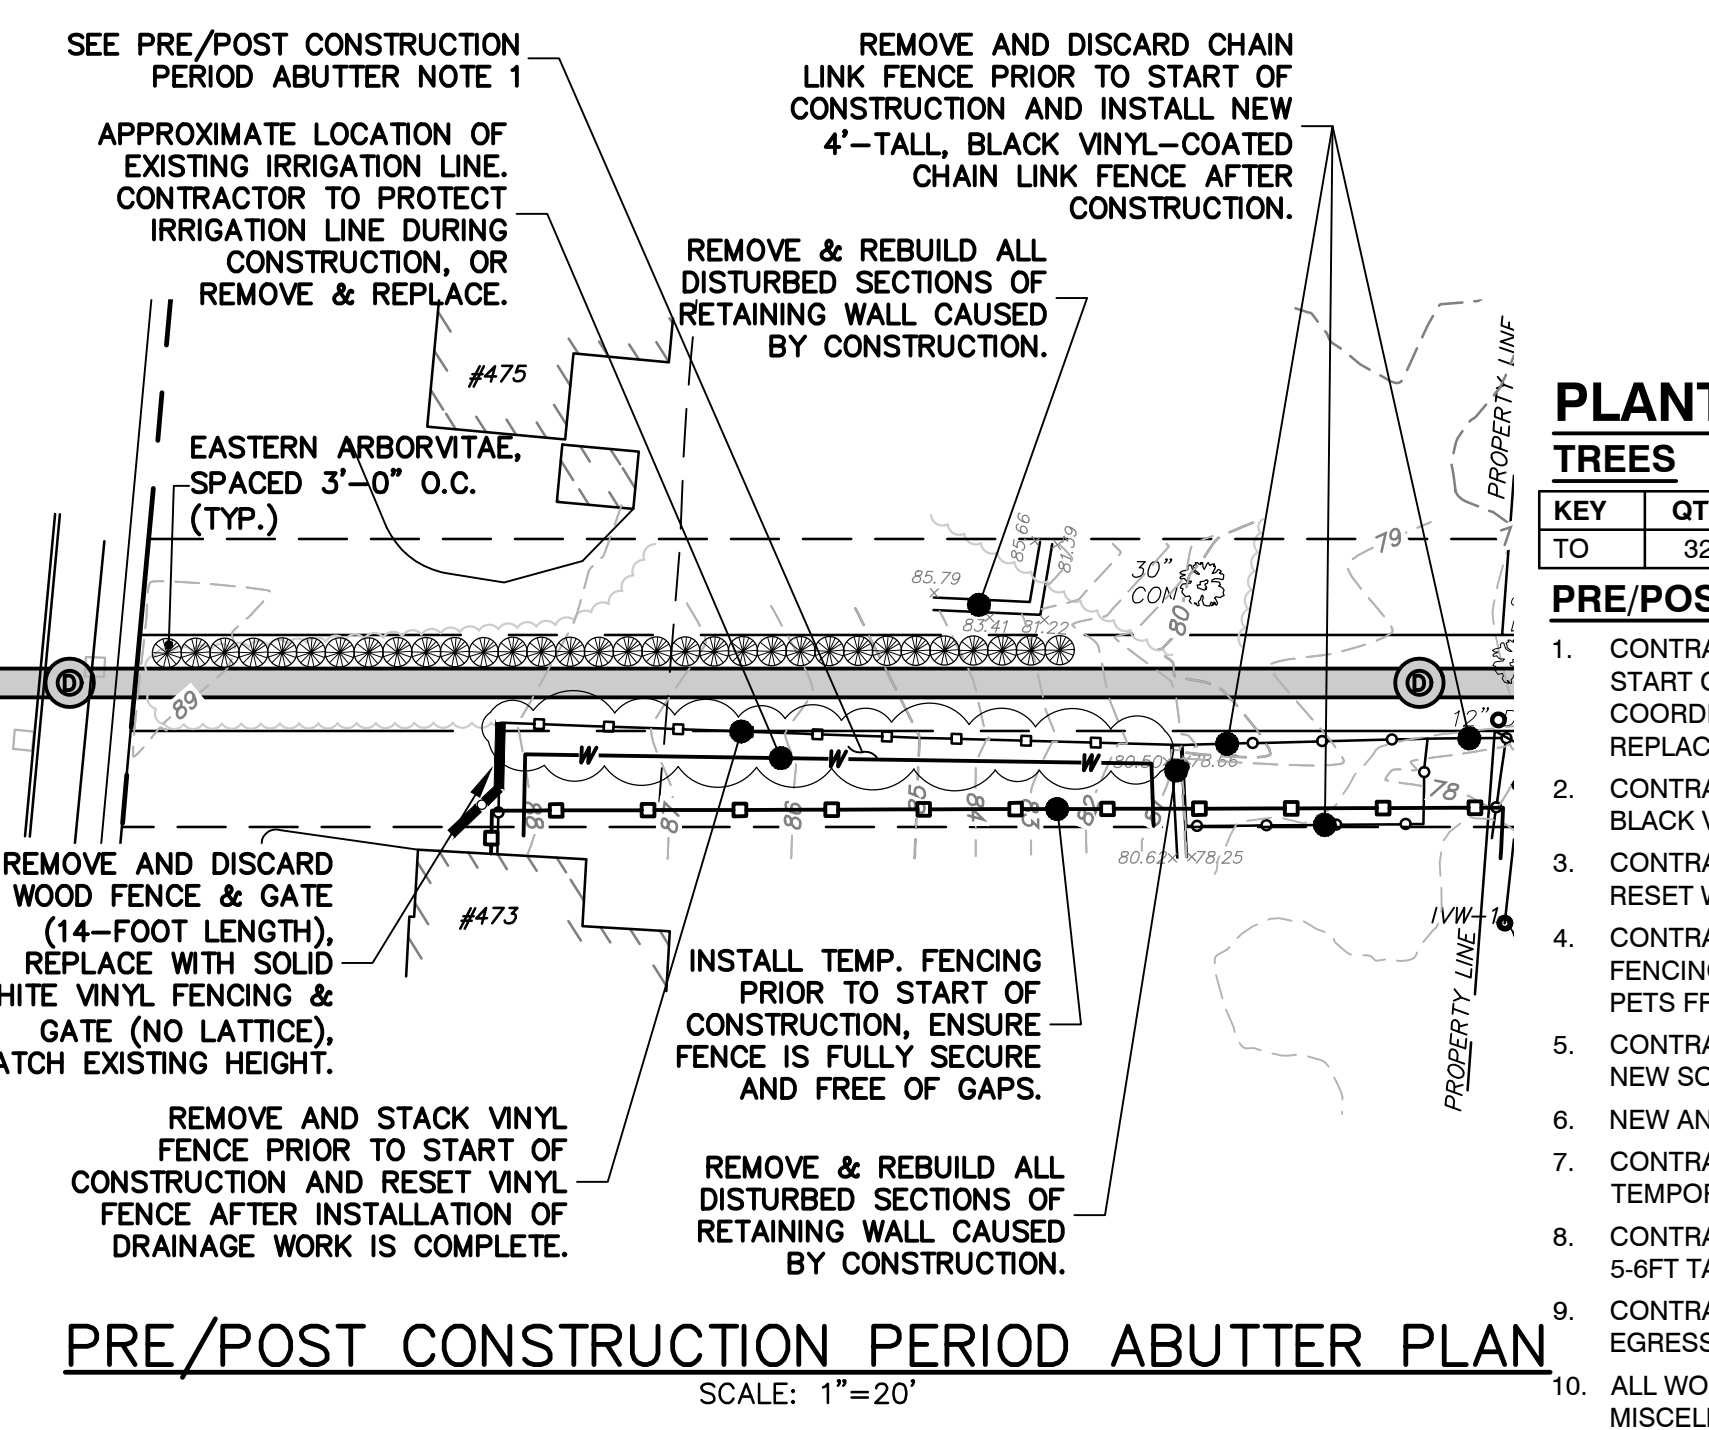 SEE PRE/POST CONSTRUCTION
PERIOD ABUTTER NOTE 1
APPROXIMATE LOCATION OF
EXISTING IRRIGATION LINE.
CONTRACTOR TO PROTECT
IRRIGATION LINE DURING
CONSTRUCTION, OR
REMOVE & REPLACE.
REMOVE AND DISCARD CHAIN
LINK FENCE PRIOR TO START OF
CONSTRUCTION AND INSTALL NEW
4'-TALL, BLACK VINYL-COATED
CHAIN LINK FENCE AFTER
CONSTRUCTION.
REMOVE & REBUILD ALL
DISTURBED SECTIONS OF
RETAINING WALL CAUSED
BY CONSTRUCTION.
#475
EASTERN ARBORVITAE,
SPACED 3'-0" O.C.
(TYP.)
PROPERTY LINE
85.66
81.39
85.79
83.41
81.22
30"
COM
80
79
D
D
89
12" D
W
W
W
80.50
78.66
88
87
86
85
84
83
82
78
80.62
78.25
#473
IVW-1
PROPERTY LINE
REMOVE AND DISCARD
WOOD FENCE & GATE
(14-FOOT LENGTH),
REPLACE WITH SOLID
HITE VINYL FENCING &
GATE (NO LATTICE),
ATCH EXISTING HEIGHT.
INSTALL TEMP. FENCING
PRIOR TO START OF
CONSTRUCTION, ENSURE
FENCE IS FULLY SECURE
AND FREE OF GAPS.
REMOVE AND STACK VINYL
FENCE PRIOR TO START OF
CONSTRUCTION AND RESET VINYL
FENCE AFTER INSTALLATION OF
DRAINAGE WORK IS COMPLETE.
REMOVE & REBUILD ALL
DISTURBED SECTIONS OF
RETAINING WALL CAUSED
BY CONSTRUCTION.
PRE/POST CONSTRUCTION PERIOD ABUTTER PLAN
SCALE: 1"=20'
PLANT
TREES
KEY QT
TO 32
PRE/POS
1. CONTRA
START O
COORDI
REPLAC
2. CONTRA
BLACK V
3. CONTRA
RESET W
4. CONTRA
FENCING
PETS FR
5. CONTRA
NEW SO
6. NEW AN
7. CONTRA
TEMPOR
8. CONTRA
5-6FT TA
9. CONTRA
EGRESS
10. ALL WO
MISCELL